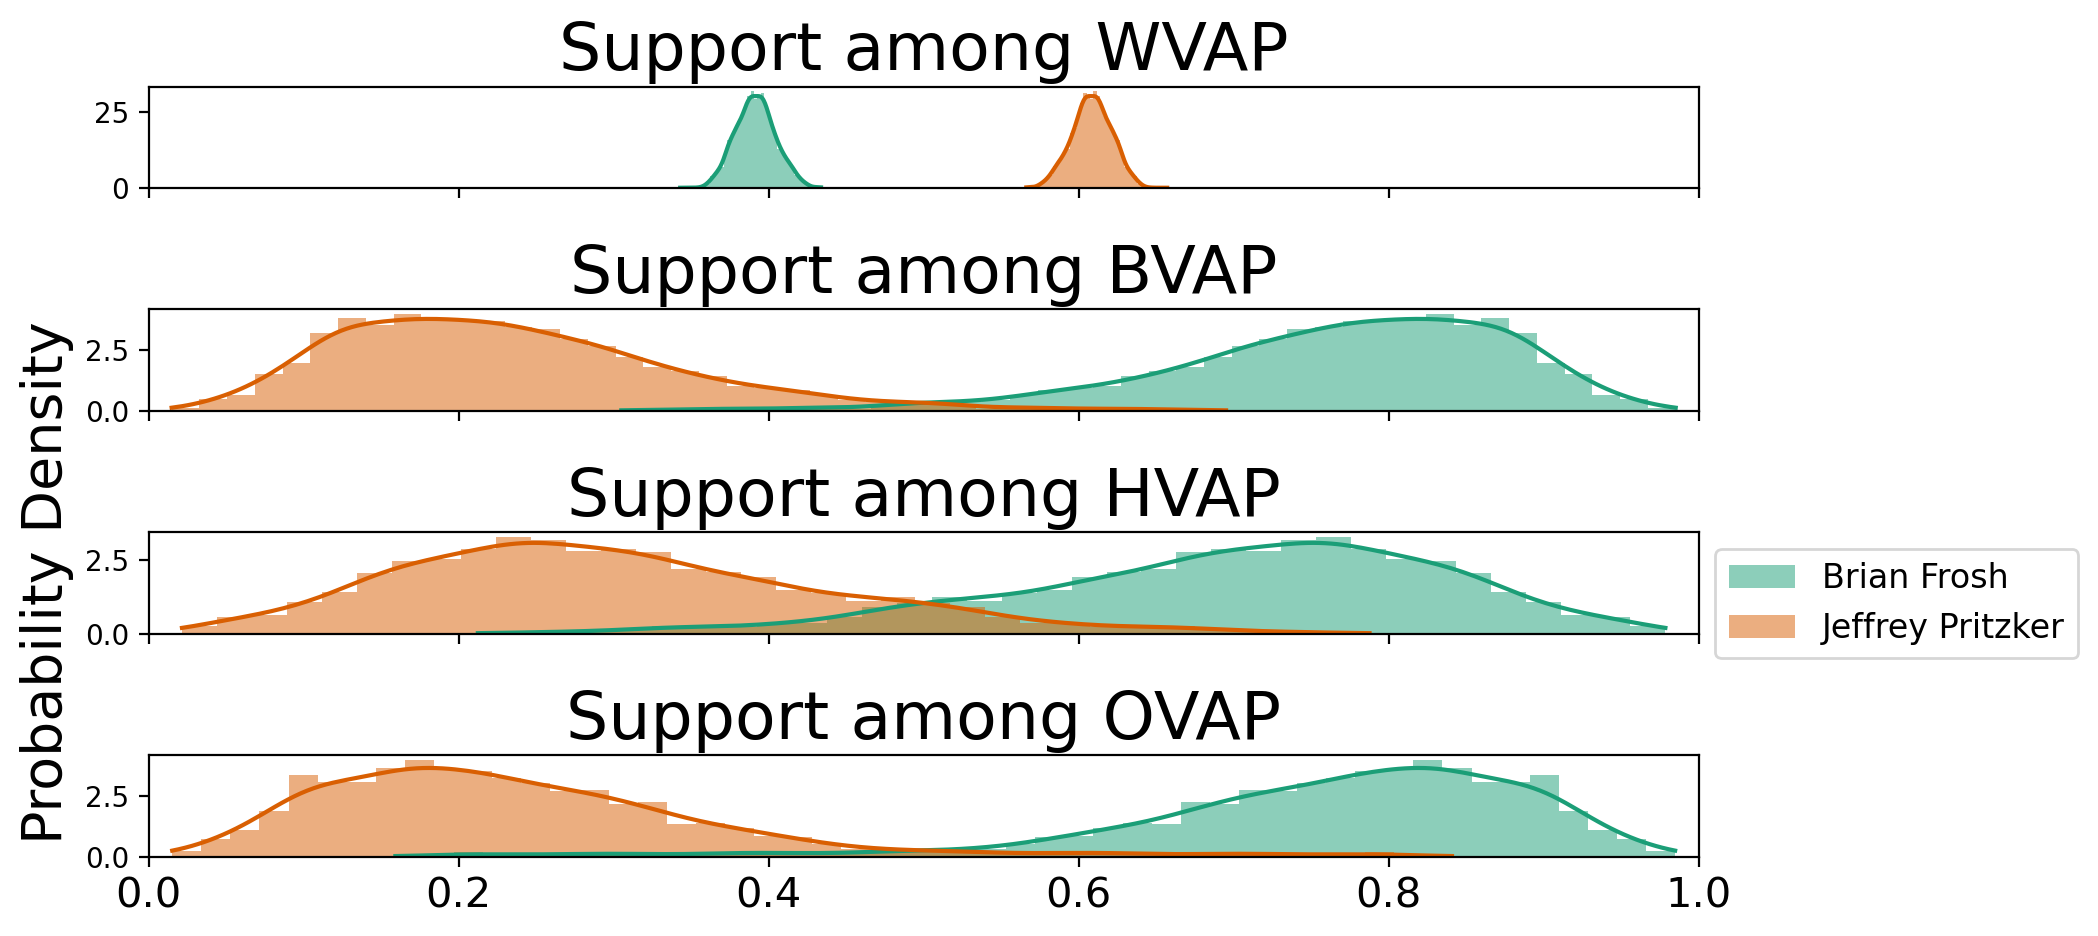 Support among WVAP
25
0
Support among BVAP
2.5
0.0
Support among HVAP
2.5
0.0
Support among OVAP
2.5
0.0
0.0 0.2 0.4 0.6 0.8 1.0
Probability Density
Brian Frosh
Jeffrey Pritzker